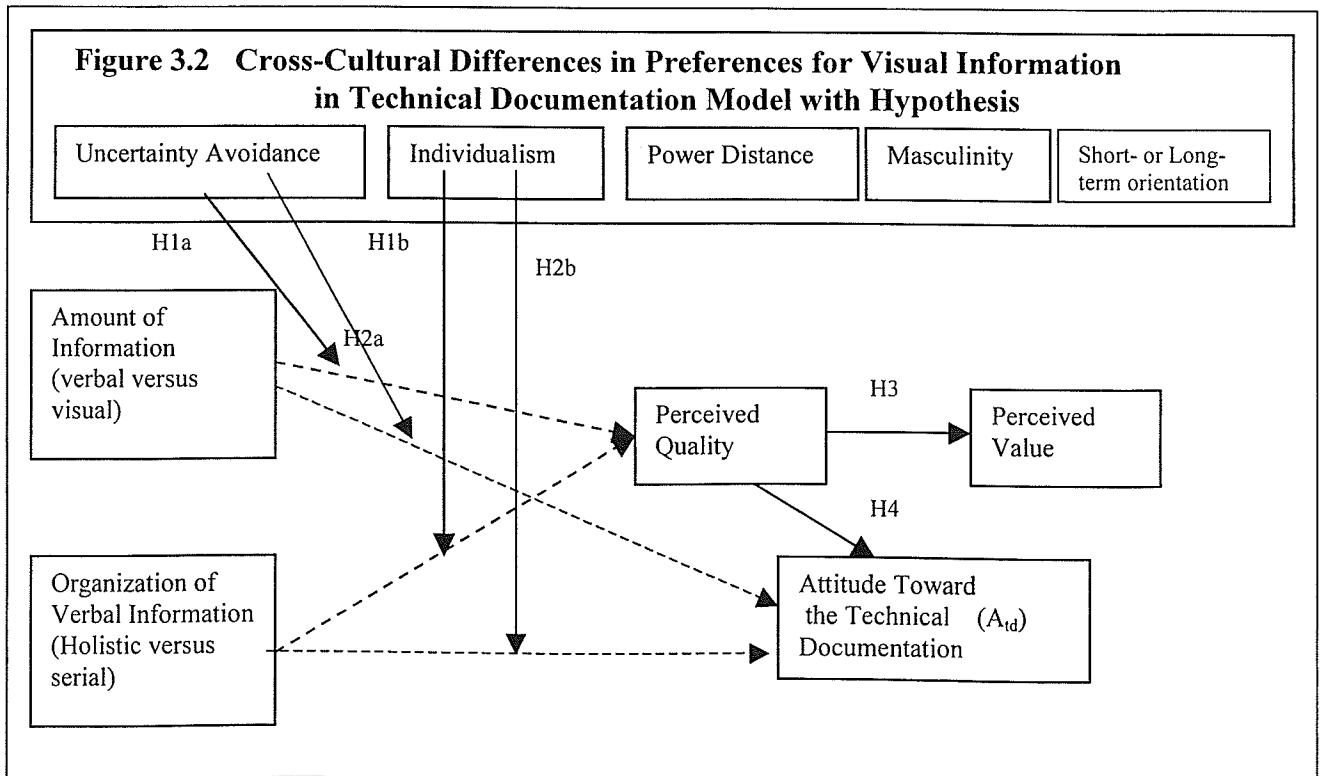 Figure 3.2 Cross-Cultural Differences in Preferences for Visual Information
in Technical Documentation Model with Hypothesis
Uncertainty Avoidance
Individualism
Power Distance
Masculinity
Short- or Long-
term orientation
H1a
H1b
H2b
Amount of
Information
(verbal versus
visual)
H2a
Perceived
Quality
H3
Perceived
Value
H4
Organization of
Verbal Information
(Holistic versus
serial)
Attitude Toward
the Technical (Atd)
Documentation